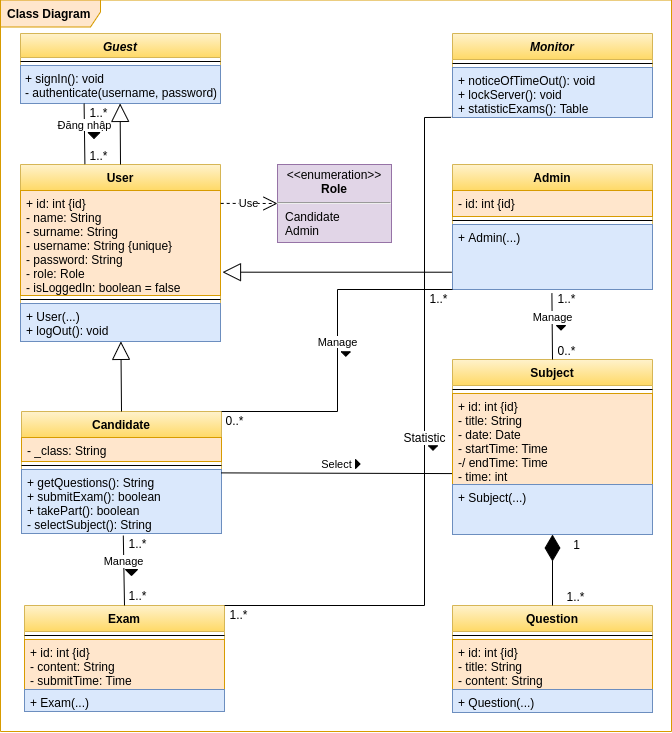 Class Diagram
Guest
+ signIn(): void
- authenticate(username, password)
Monitor
+ noticeOfTimeOut(): void
+ lockServer(): void
+ statisticExams(): Table
1..*
Đăng nhập
1..*
User
+ id: int {id}
- name: String
- surname: String
- username: String {unique}
- password: String
- role: Role
- isLoggedIn: boolean = false
+ User(...)
+ logOut(): void
Use
<<enumeration>>
Role
Candidate
Admin
Admin
- id: int {id}
+ Admin(...)
1..*
1..*
Manage
0..*
Manage
0..*
Subject
+ id: int {id}
- title: String
- date: Date
- startTime: Time
-/ endTime: Time
- time: int
+ Subject(...)
Candidate
- _class: String
+ getQuestions(): String
+ submitExam(): boolean
+ takePart(): boolean
- selectSubject(): String
Statistic
Select
1..*
Manage
1..*
1
1..*
1..*
Exam
+ id: int {id}
- content: String
- submitTime: Time
+ Exam(...)
Question
+ id: int {id}
- title: String
- content: String
+ Question(...)